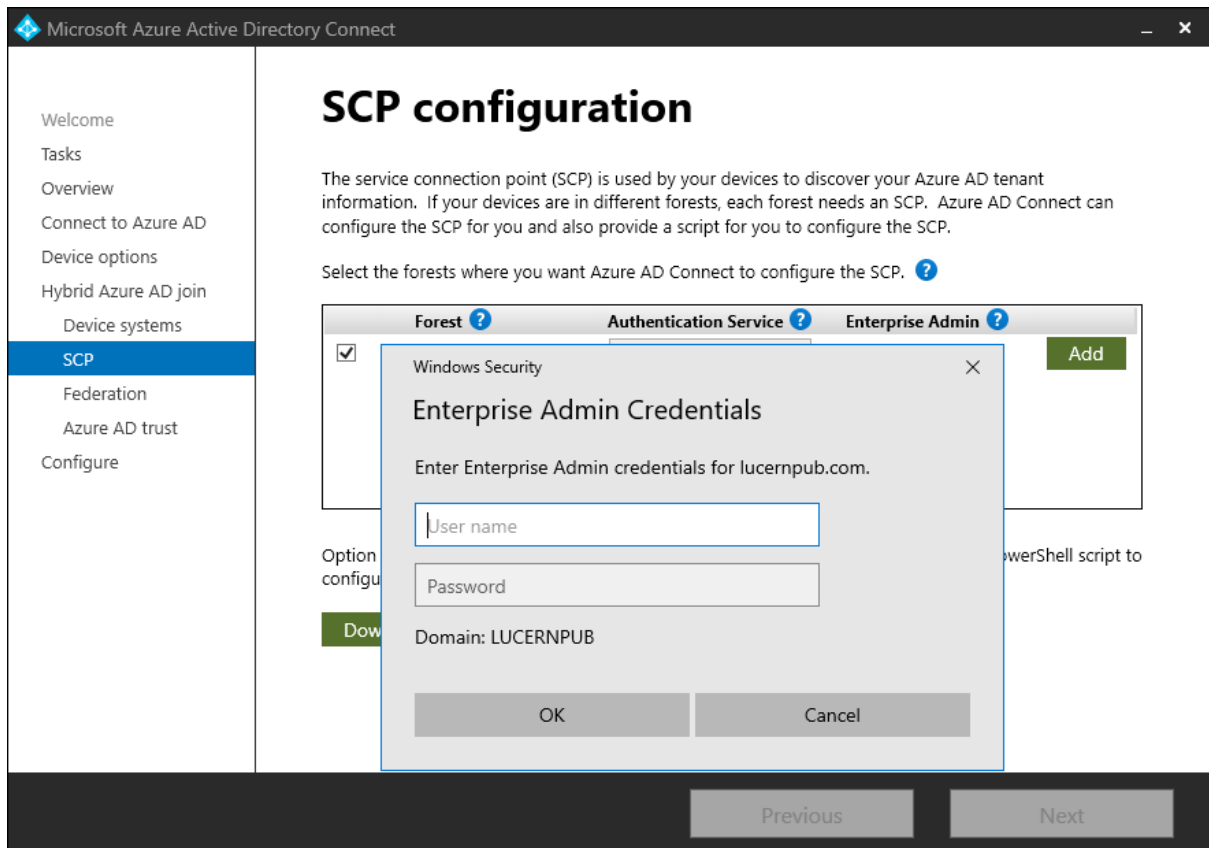 Microsoft Azure Active Directory Connect
Welcome
Tasks
Overview
Connect to Azure AD
Device options
Hybrid Azure AD join
Device systems
SCP
Federation
Azure AD trust
Configure
SCP configuration
The service connection point (SCP) is used by your devices to discover your Azure AD tenant
information. If your devices are in different forests, each forest needs an SCP. Azure AD Connect can
configure the SCP for you and also provide a script for you to configure the SCP.
Select the forests where you want Azure AD Connect to configure the SCP. ?
Forest ? Authentication Service ? Enterprise Admin ?
Add
Windows Security
Enterprise Admin Credentials
Enter Enterprise Admin credentials for lucernpub.com.
User name
Password
Domain: LUCERNPUB
OK Cancel
Option werShell script to
configu
Dow
Previous Next